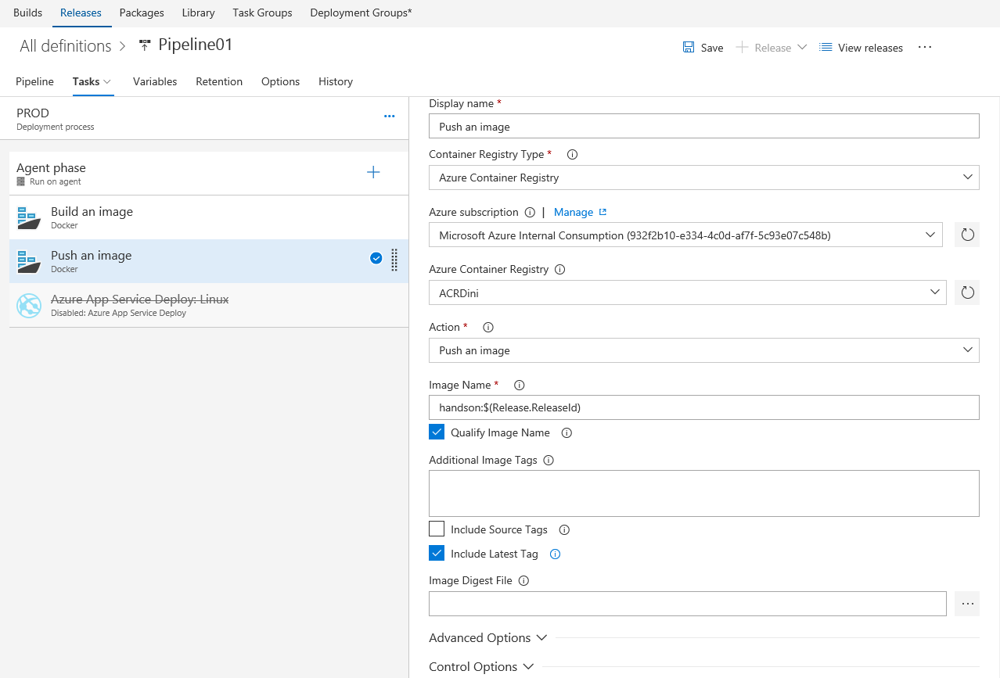 Builds Releases Packages Library Task Groups Deployment Groups*
All definitions > Pipeline01
Save + Release View releases ...
Pipeline Tasks Variables Retention Options History
PROD
Deployment process
...
Agent phase
Run on agent
Build an image
Docker
Push an image
Docker
Azure App Service Deploy: Linux
Disabled: Azure App Service Deploy
Display name *
Push an image
Container Registry Type *
Azure Container Registry
Azure subscription | Manage
Microsoft Azure Internal Consumption (932f2b10-e334-4c0d-af7f-5c93e07c548b)
Azure Container Registry
ACRDini
Action *
Push an image
Image Name *
handson:$(Release.ReleaseId)
Qualify Image Name
Additional Image Tags
Include Source Tags
Include Latest Tag
Image Digest File
...
Advanced Options
Control Options